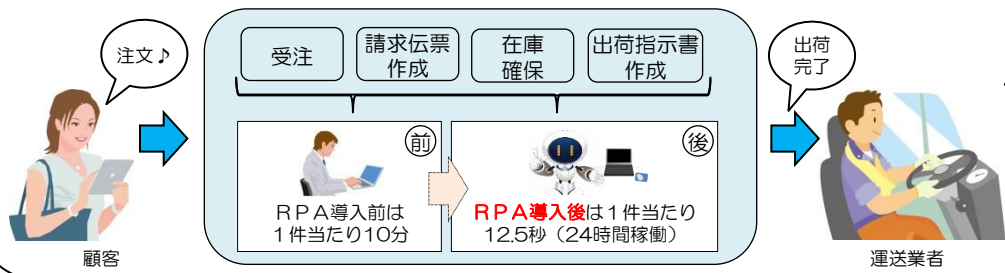 注文♪
受注
請求伝票
作成
在庫
確保
出荷指示書
作成
出荷
完了
前
ＲＰＡ導入前は
１件当たり10分
後
ＲＰＡ導入後は１件当たり
12.5秒（24時間稼働）
顧客
運送業者